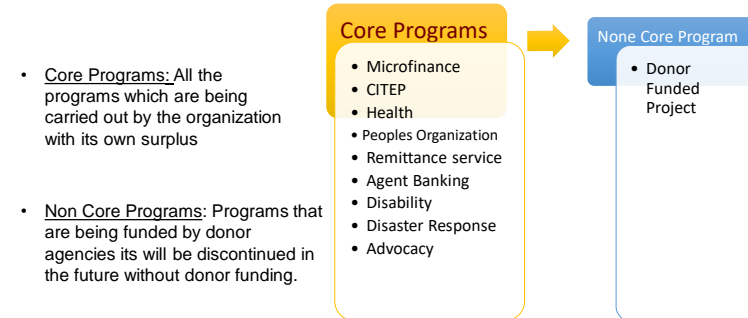 • Core Programs: All the
programs which are being
carried out by the organization
with its own surplus
• Non Core Programs: Programs that
are being funded by donor
agencies its will be discontinued in
the future without donor funding.
Core Programs
• Microfinance
• CITEP
• Health
• Peoples Organization
• Remittance service
• Agent Banking
• Disability
• Disaster Response
• Advocacy
None Core Program
• Donor
Funded
Project